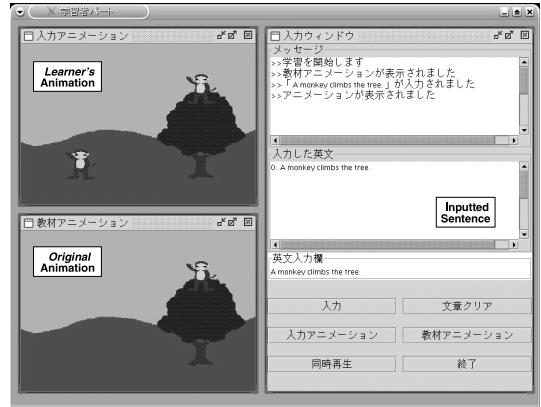 学習者パート
入力アニメーション
Learner's
Animation
教材アニメーション
Original
Animation
入力ウィンドウ
メッセージ
>>学習を開始します
>>教材アニメーションが表示されました
>>「A monkey climbs the tree.」が入力されました
>>アニメーションが表示されました
入力した英文
0: A monkey climbs the tree.
Inputted
Sentence
英文入力欄
A monkey climbs the tree.
入力
文章クリア
入力アニメーション
教材アニメーション
同時再生
終了